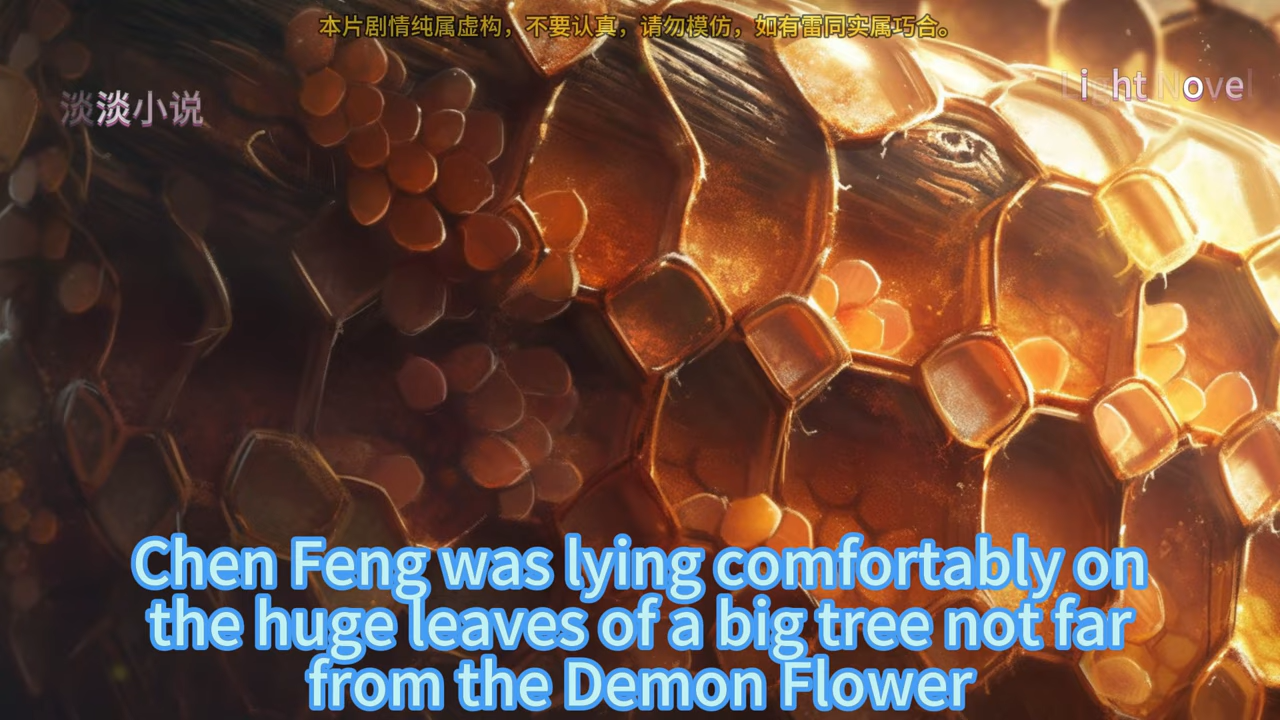 本片剧情纯属虚构，不要认真，请勿模仿，如有雷同实属巧合。
淡淡小说
Light Novel
Chen Feng was lying comfortably on
the huge leaves of a big tree not far
from the Demon Flower